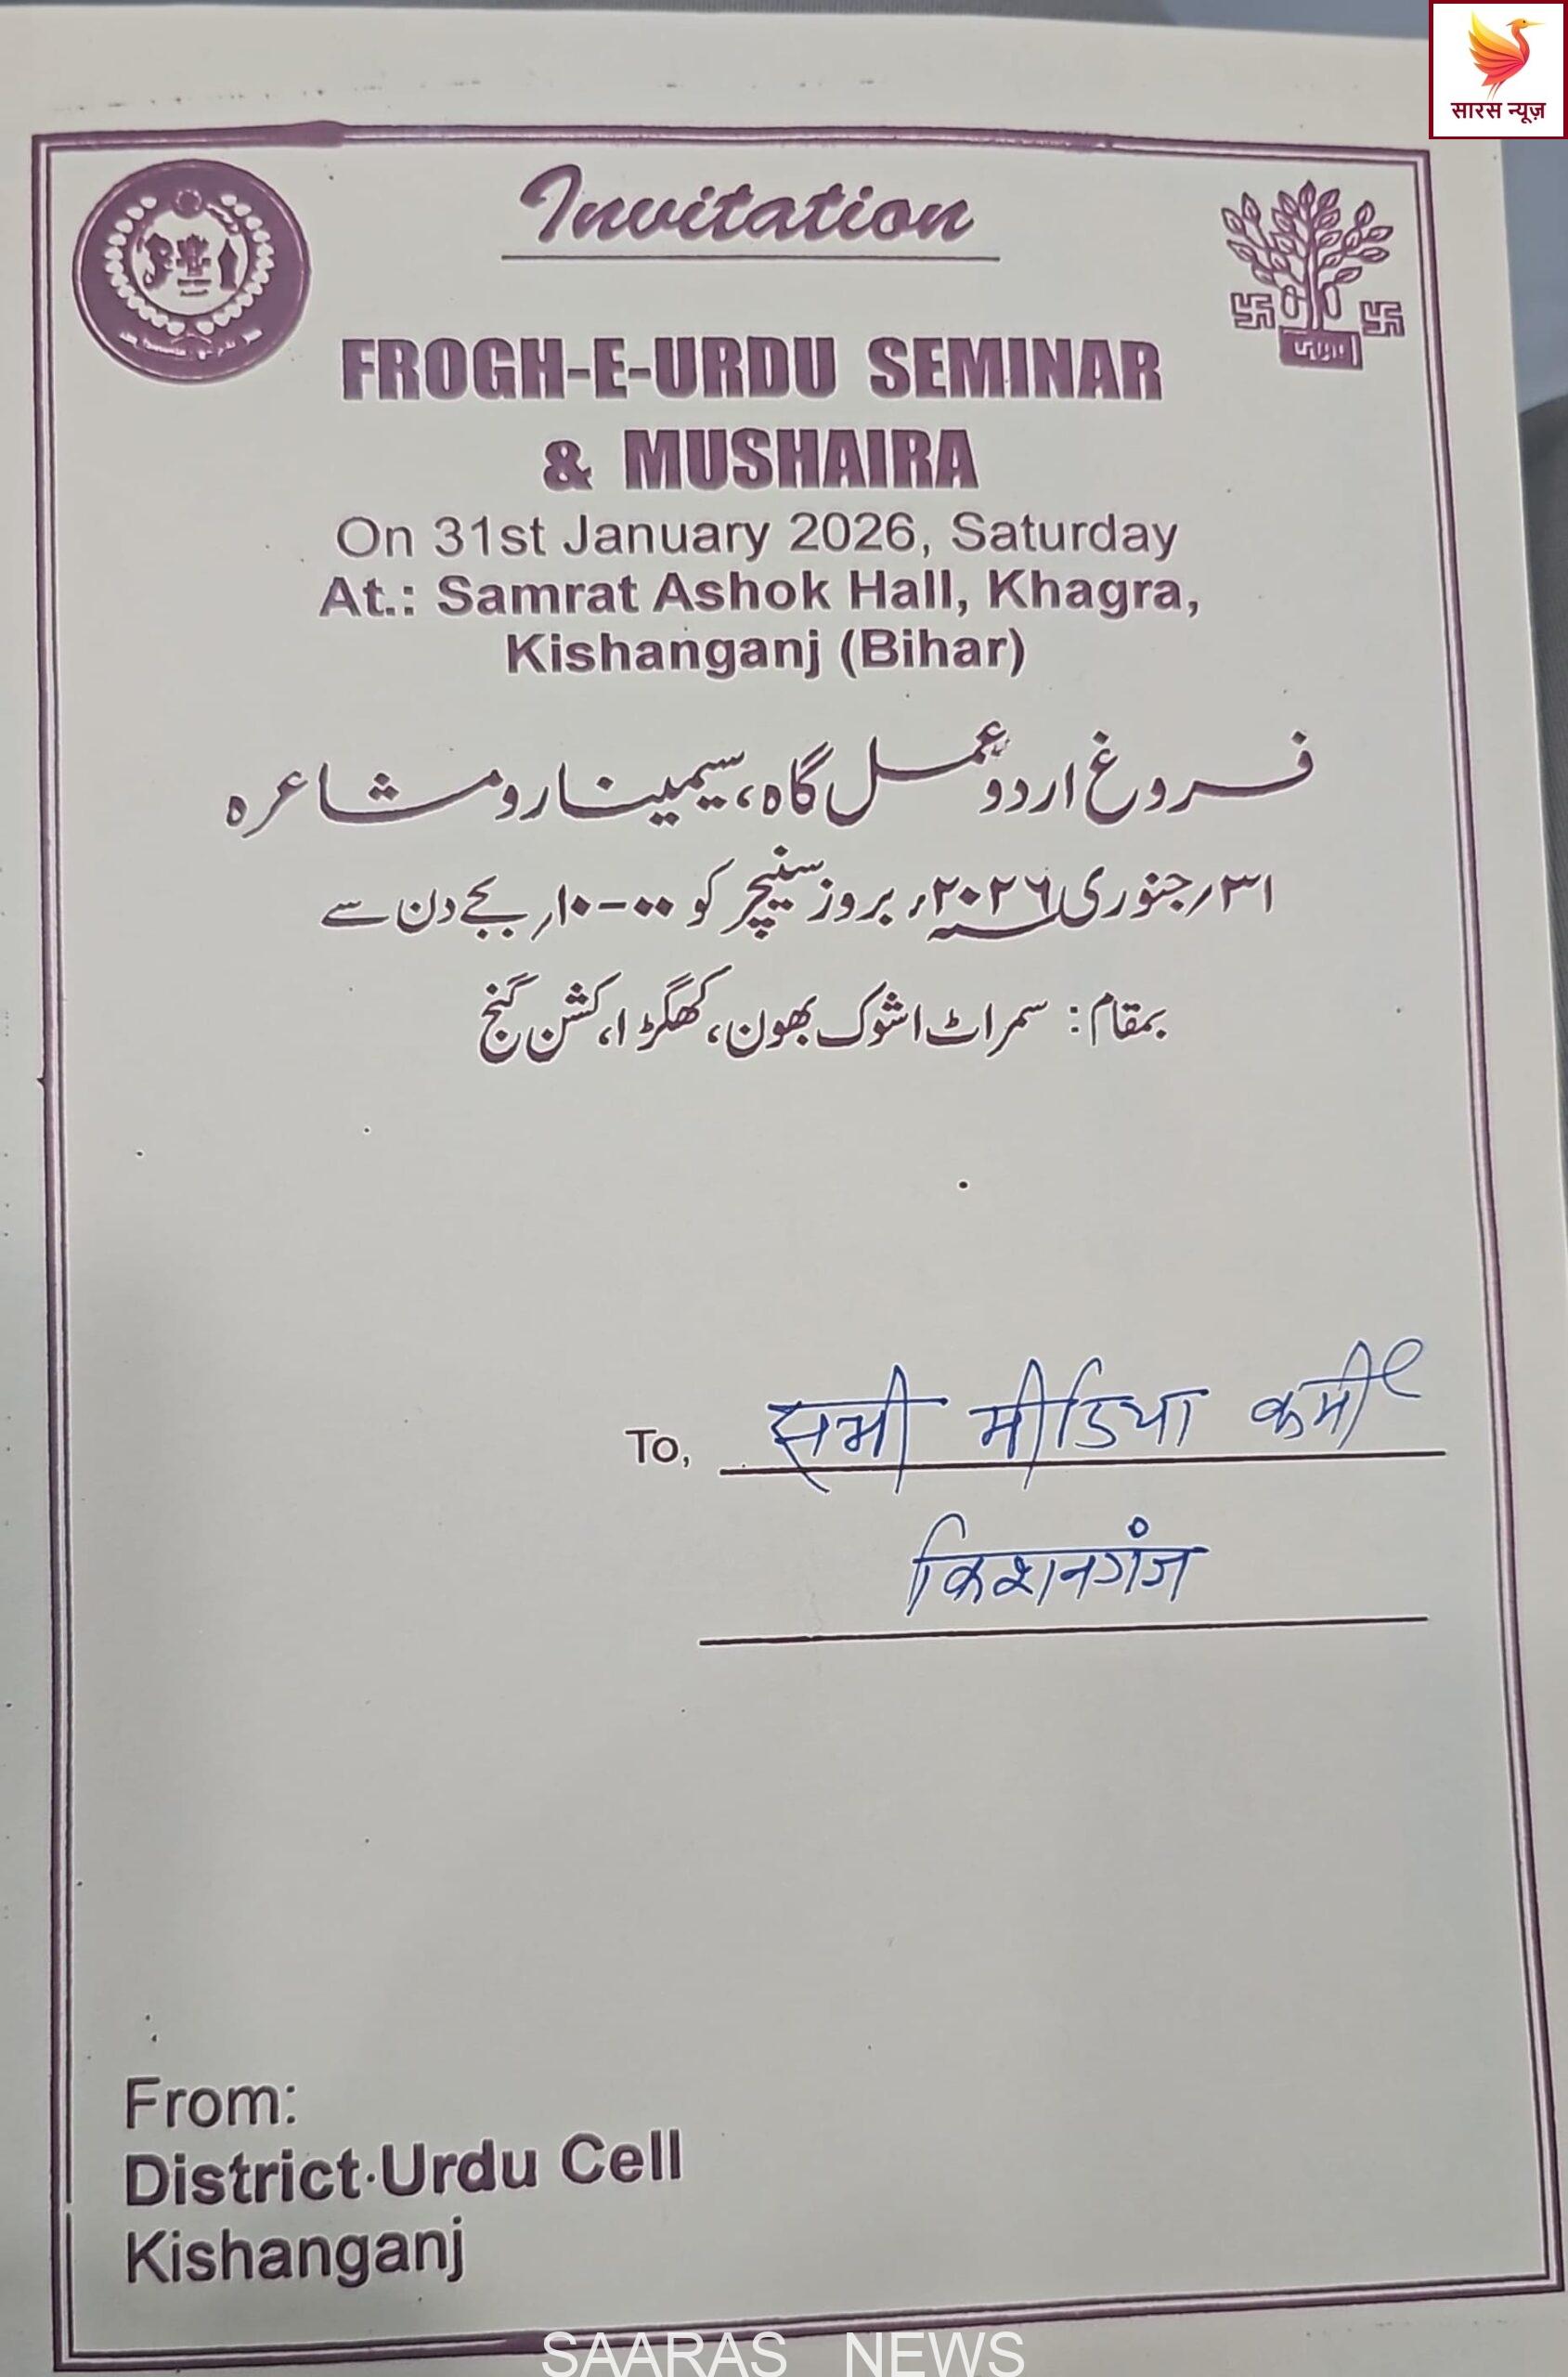 सारस न्यूज़
Invitation
FROGH-E-URDU SEMINAR
& MUSHAIRA
On 31st January 2026, Saturday
At.: Samrat Ashok Hall, Khagra,
Kishanganj (Bihar)
فروغ اردو عمل گاہ، سیمینار و مشاعرہ
۳۱؍جنوری ۲۰۲۶؍ بروز سنیچر کو ۰۰-۱۰؍ بجے دن سے
بمقام: سمراٹ اشوک بھون، کھگڑا، کشن گنج
To, सभी मीडिया कर्मी
किशनगंज
From:
District Urdu Cell
Kishanganj
SAARAS NEWS